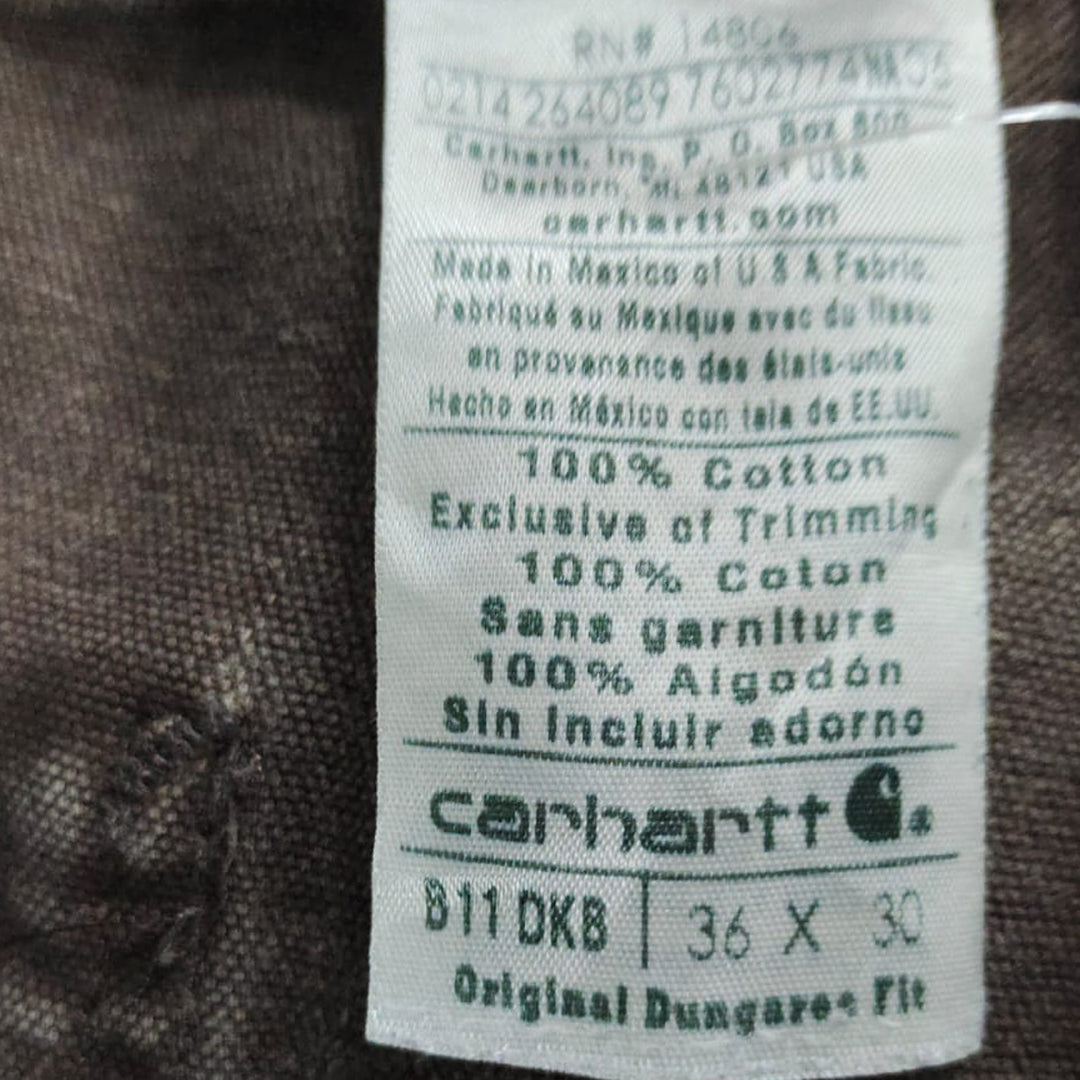 RN# 14806
0214 264089 7602774NA 06
Carhartt, Inc. P. O. Box 600
Dearborn, MI. 48121 USA
carhartt.com
Made in Mexico of U S A Fabric
Fabriqué au Mexique avec du tissu
en provenance des états-unis
Hecho en México con tela de EE.UU.
100% Cotton
Exclusive of Trimming
100% Coton
Sans garniture
100% Algodón
Sin Incluir adorno
carhartt
B11 DKB | 36 X 30
Original Dungaree Fit